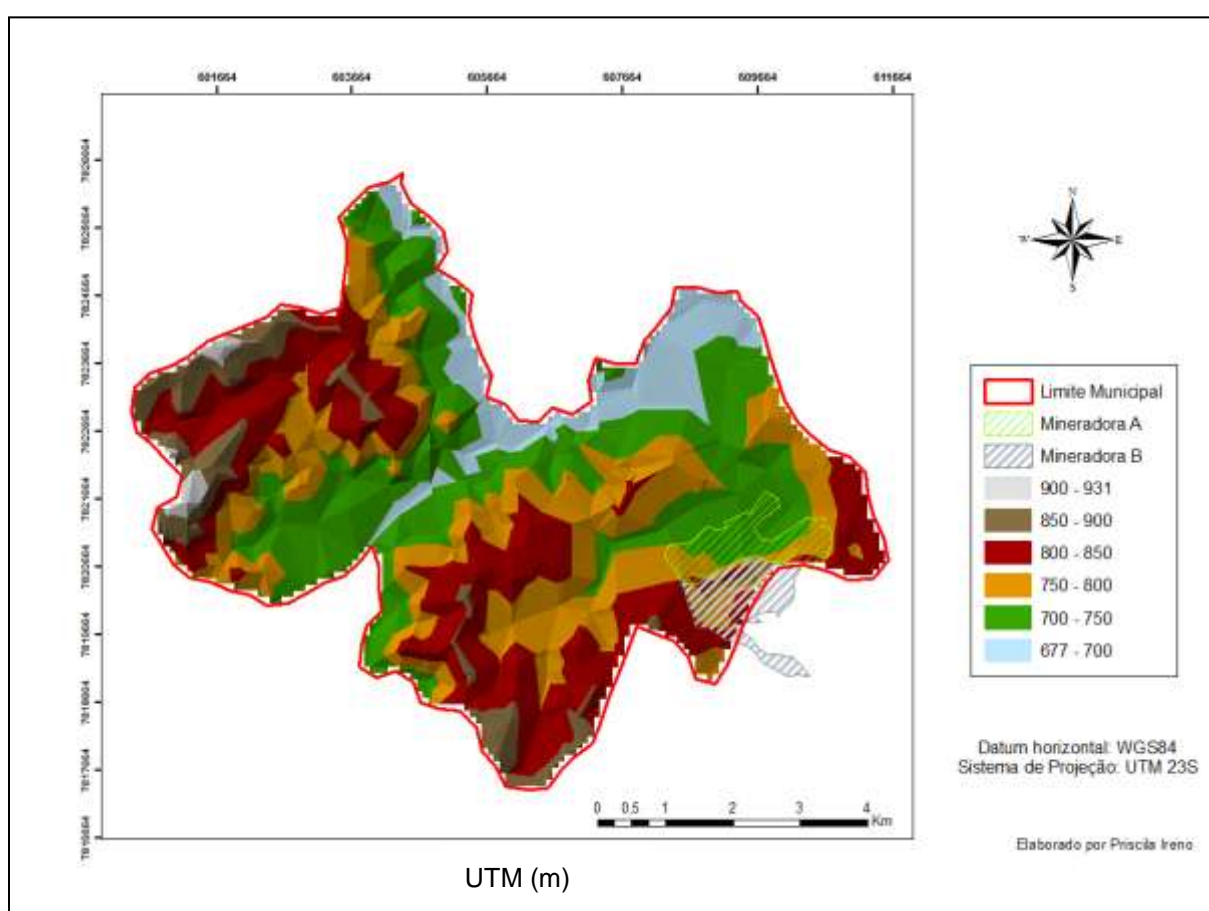 601664 603664 605664 607664 609664 611664
N
W E
S
Limite Municipal
Mineradora A
Mineradora B
900 - 931
850 - 900
800 - 850
750 - 800
700 - 750
677 - 700
Datum horizontal: WGS84
Sistema de Projeção: UTM 23S
0 0.5 1 2 3 4
Km
Elaborado por Priscila Ireno
UTM (m)